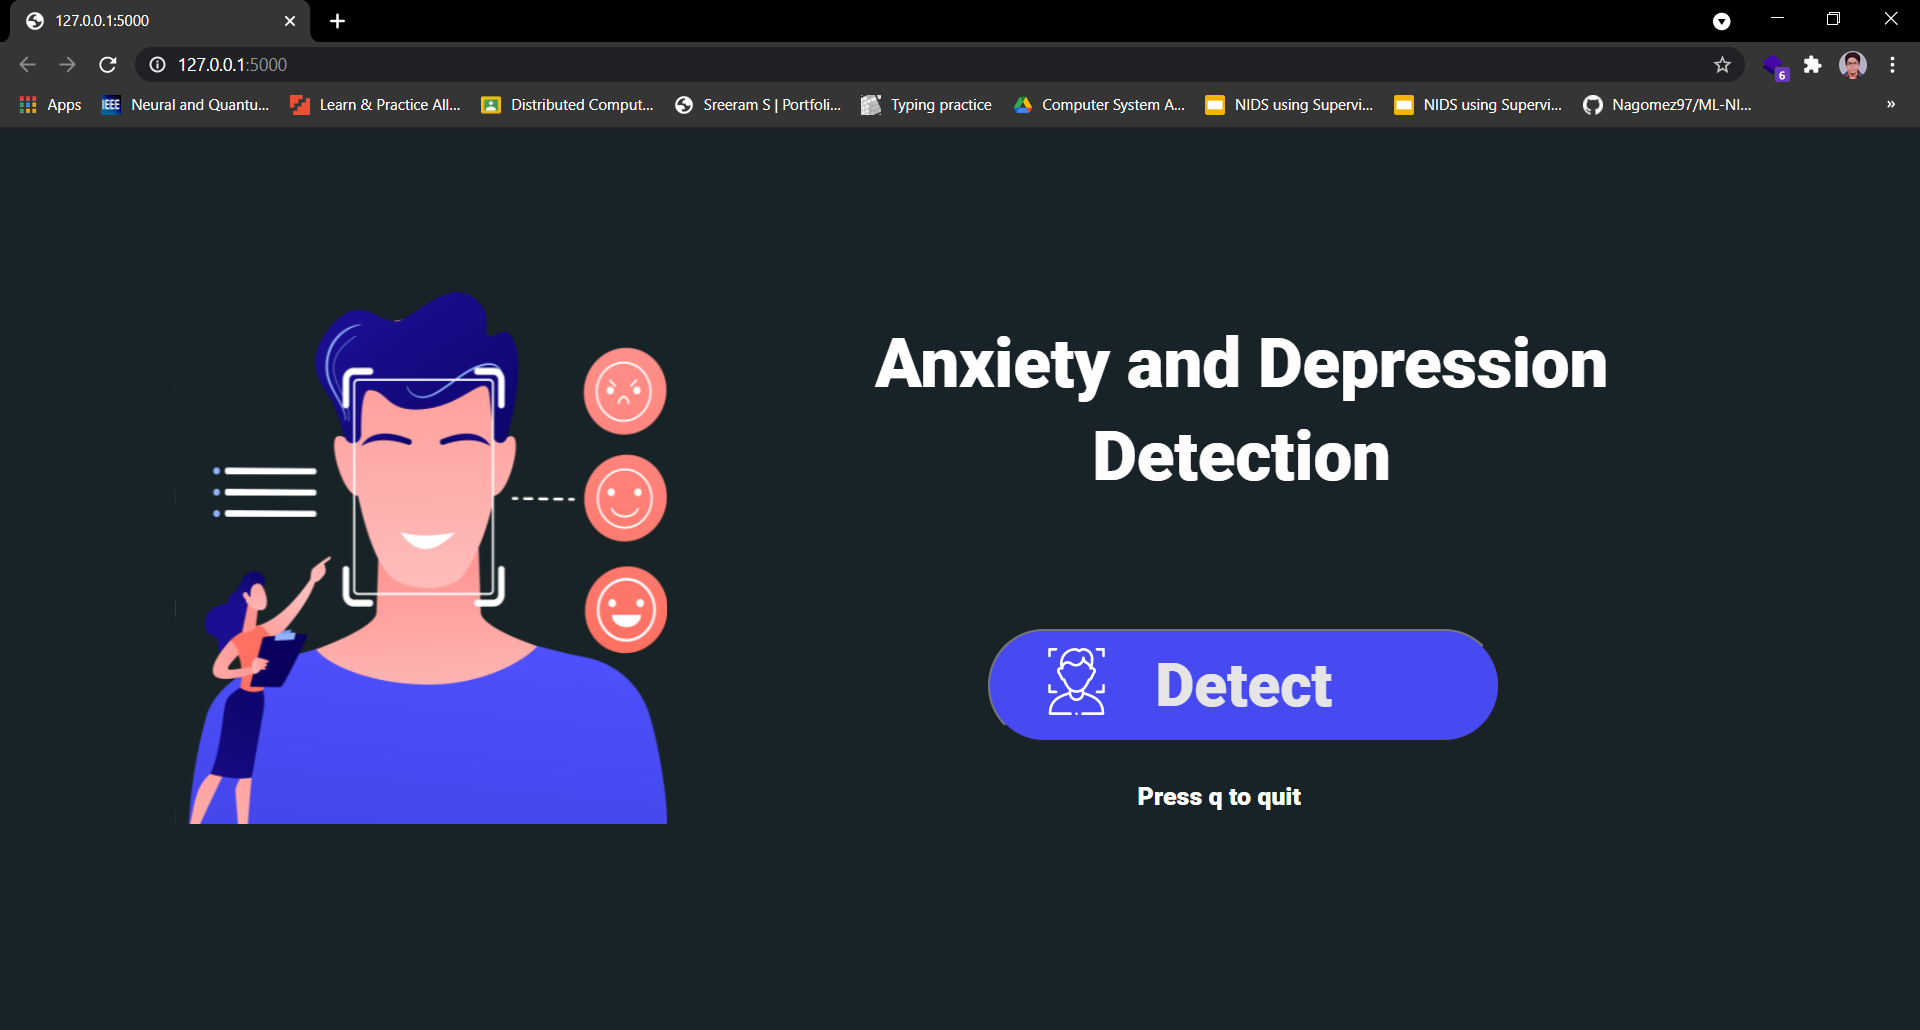 127.0.0.1:5000
127.0.0.1:5000
6
Apps IEEE Neural and Quantu... Learn & Practice All... Distributed Comput... Sreeram S | Portfoli... Typing practice Computer System A... NIDS using Supervi... NIDS using Supervi... Nagomez97/ML-NI... »
Anxiety and Depression
Detection
Detect
Press q to quit